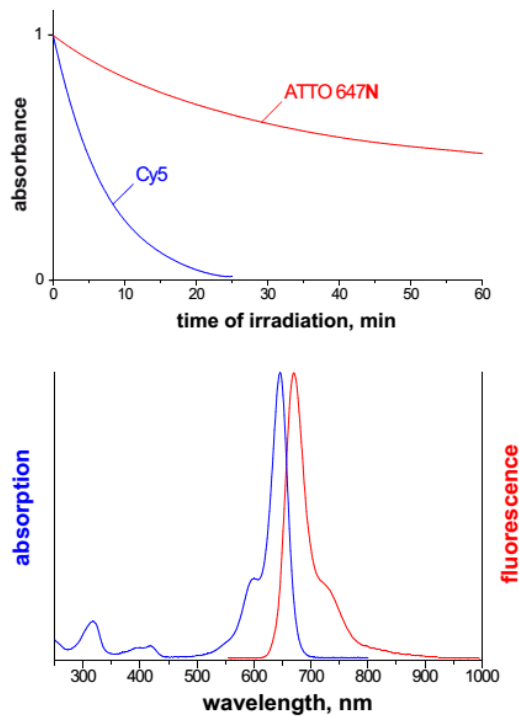 1
absorbance
ATTO 647N
Cy5
0
0 10 20 30 40 50 60
time of irradiation, min
absorption
fluorescence
300 400 500 600 700 800 900 1000
wavelength, nm